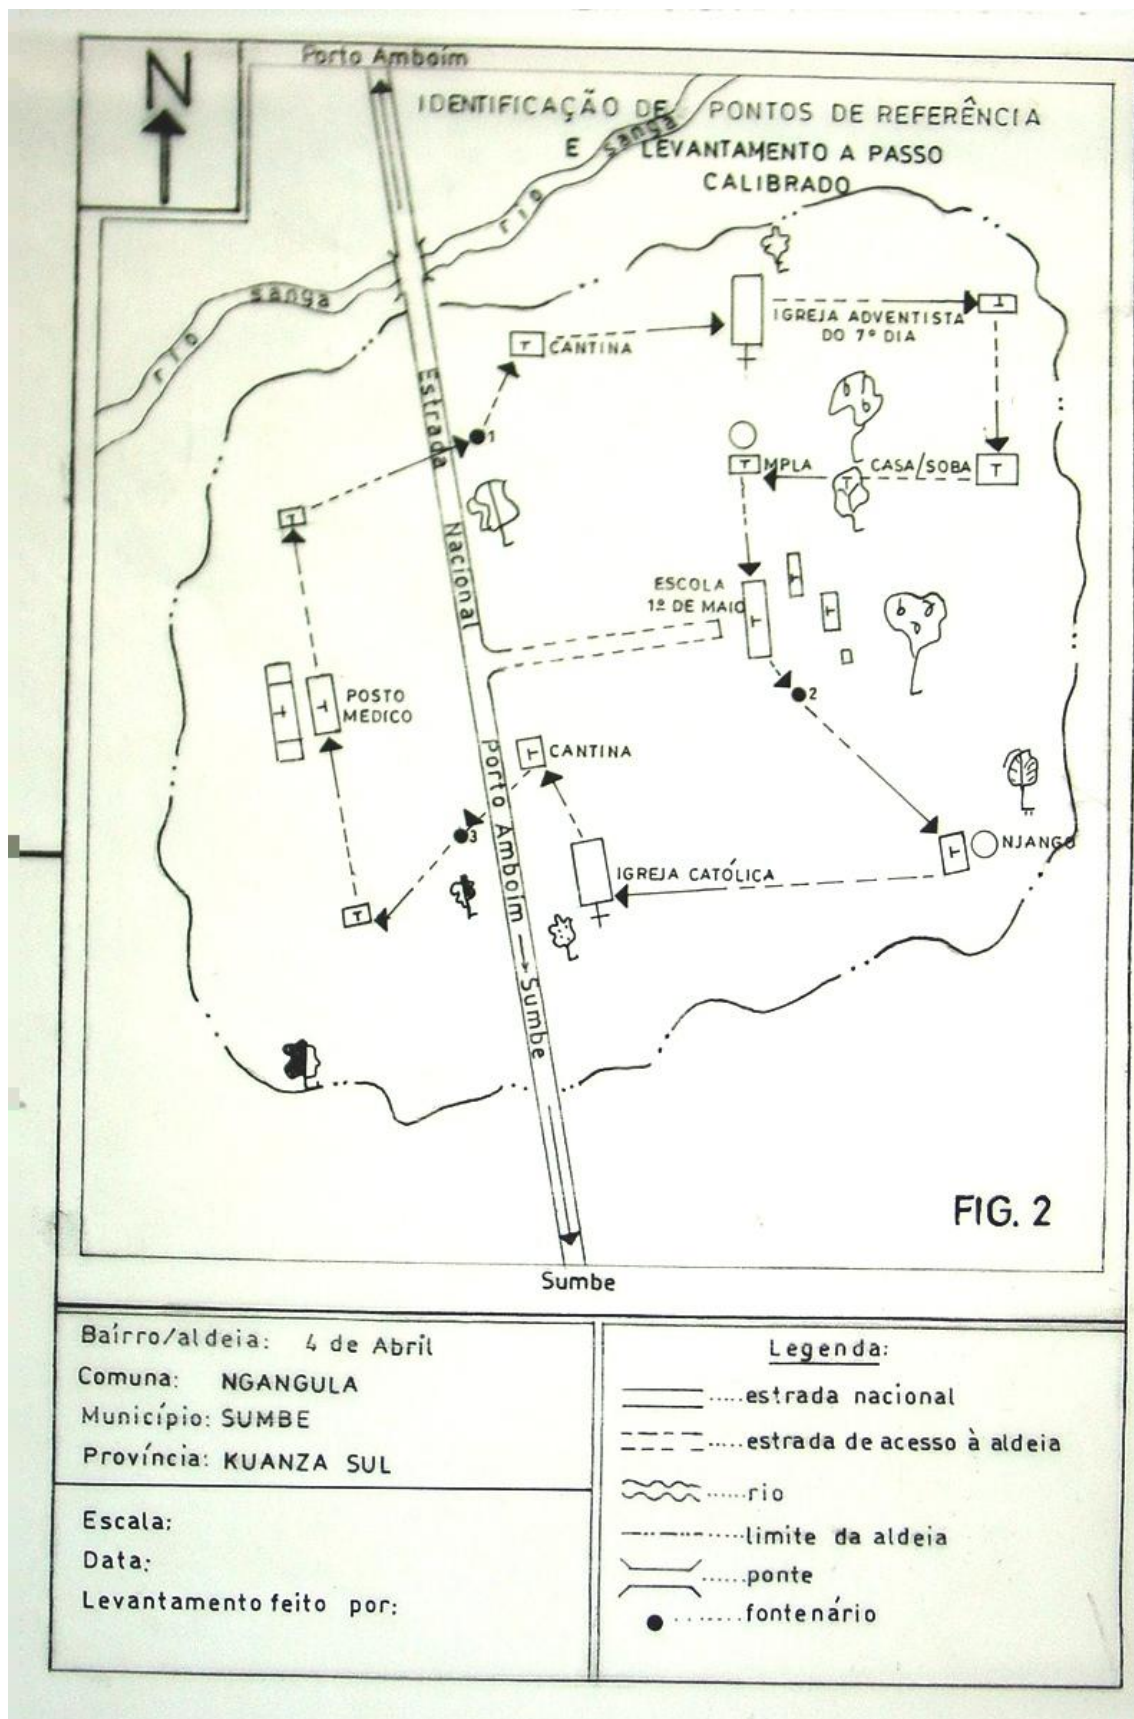 N
Porto Amboím
IDENTIFICAÇÃO DE PONTOS DE REFERÊNCIA
E LEVANTAMENTO A PASSO
CALIBRADO
rio sanga
rio sanga
IGREJA ADVENTISTA
DO 7º DIA
T
T CANTINA
1
Estrada Nacional
T MPLA
T
CASA/SOBA T
T
ESCOLA
1º DE MAIO
T
T
T
2
T
T
POSTO
MEDICO
T CANTINA
3
Porto Amboim → Sumbe
T NJANGO
IGREJA CATÓLICA
T
FIG. 2
Sumbe
Baírro/aldeia: 4 de Abril
Comuna: NGANGULA
Município: SUMBE
Província: KUANZA SUL
Escala:
Data:
Levantamento feito por:
Legenda:
.....estrada nacional
.....estrada de acesso à aldeia
......rio
.....limite da aldeia
......ponte
.......fontenário